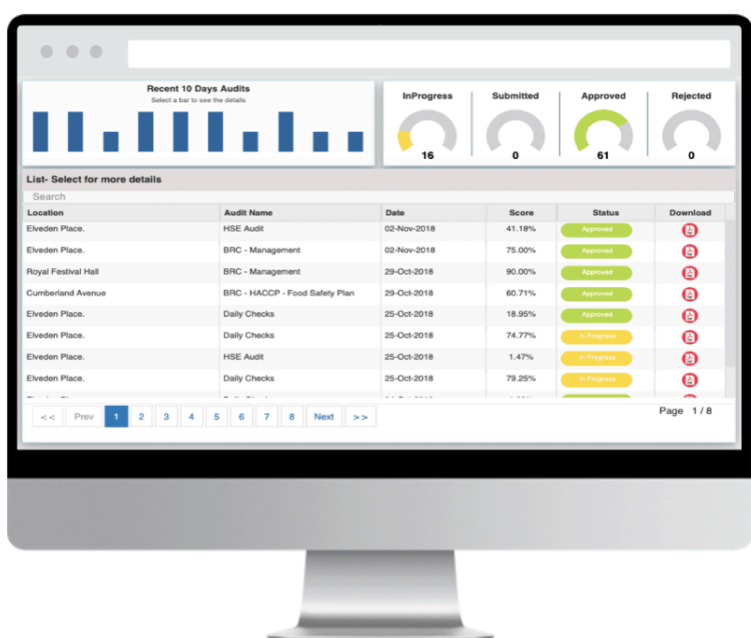 Recent 10 Days Audits
Select a bar to see the details
InProgress Submitted Approved Rejected
16 0 61 0
List- Select for more details
Search
Location Audit Name Date Score Status Download
Elveden Place. HSE Audit 02-Nov-2018 41.18% Approved
Elveden Place. BRC - Management 02-Nov-2018 75.00% Approved
Royal Festival Hall BRC - Management 29-Oct-2018 90.00% Approved
Cumberland Avenue BRC - HACCP - Food Safety Plan 29-Oct-2018 60.71% Approved
Elveden Place. Daily Checks 25-Oct-2018 18.95% Approved
Elveden Place. Daily Checks 25-Oct-2018 74.77% In Progress
Elveden Place. HSE Audit 25-Oct-2018 1.47% In Progress
Elveden Place. Daily Checks 25-Oct-2018 79.25% In Progress
<< Prev 1 2 3 4 5 6 7 8 Next >> Page 1 / 8